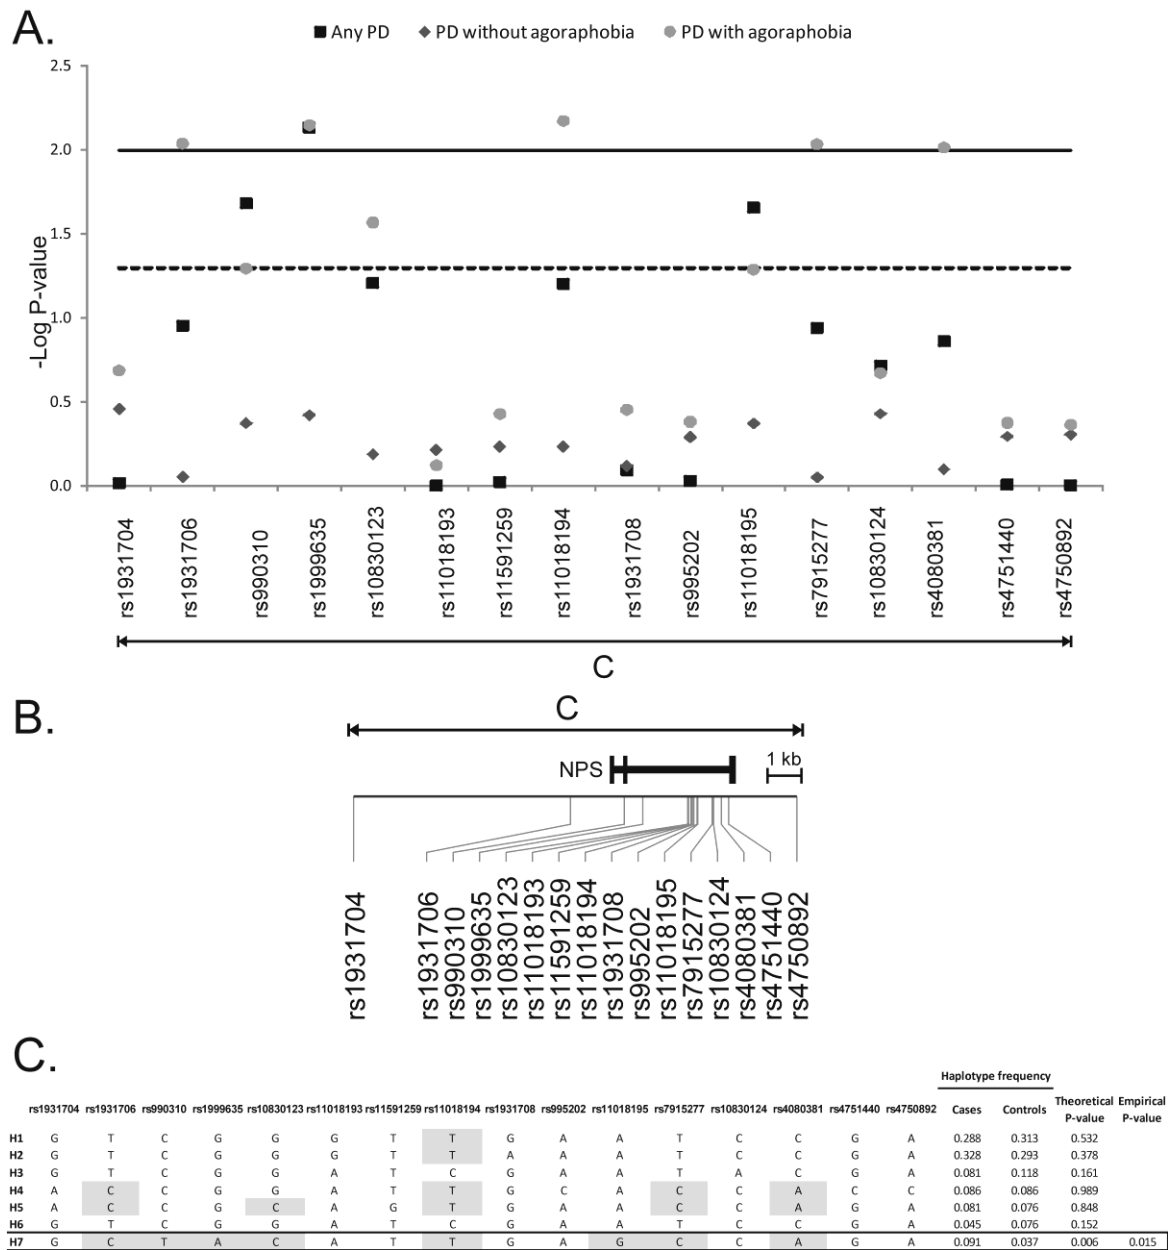 A.
Any PD PD without agoraphobia PD with agoraphobia
-Log P-value
2.5
2.0
1.5
1.0
0.5
0.0
rs1931704 rs1931706 rs990310 rs1999635 rs10830123 rs11018193 rs11591259 rs11018194 rs1931708 rs995202 rs11018195 rs7915277 rs10830124 rs4080381 rs4751440 rs4750892
C
B.
C
NPS 1 kb
rs1931704 rs1931706 rs990310 rs1999635 rs10830123 rs11018193 rs11591259 rs11018194 rs1931708 rs995202 rs11018195 rs7915277 rs10830124 rs4080381 rs4751440 rs4750892
C.
Haplotype frequency
rs1931704 rs1931706 rs990310 rs1999635 rs10830123 rs11018193 rs11591259 rs11018194 rs1931708 rs995202 rs11018195 rs7915277 rs10830124 rs4080381 rs4751440 rs4750892 Cases Controls Theoretical P-value Empirical P-value
H1 G T C G G G T T G A A T C C G A 0.288 0.313 0.532
H2 G T C G G G T T A A A T C C G A 0.328 0.293 0.378
H3 G T C G G A T C G A A T A C G A 0.081 0.118 0.161
H4 A C C G G A T T G C A C C A C C 0.086 0.086 0.989
H5 A C C G C A G T G A A C C A G A 0.081 0.076 0.848
H6 G T C G G A T C G A A T C C G A 0.045 0.076 0.152
H7 G C T A C A T T G A G C C A G A 0.091 0.037 0.006 0.015